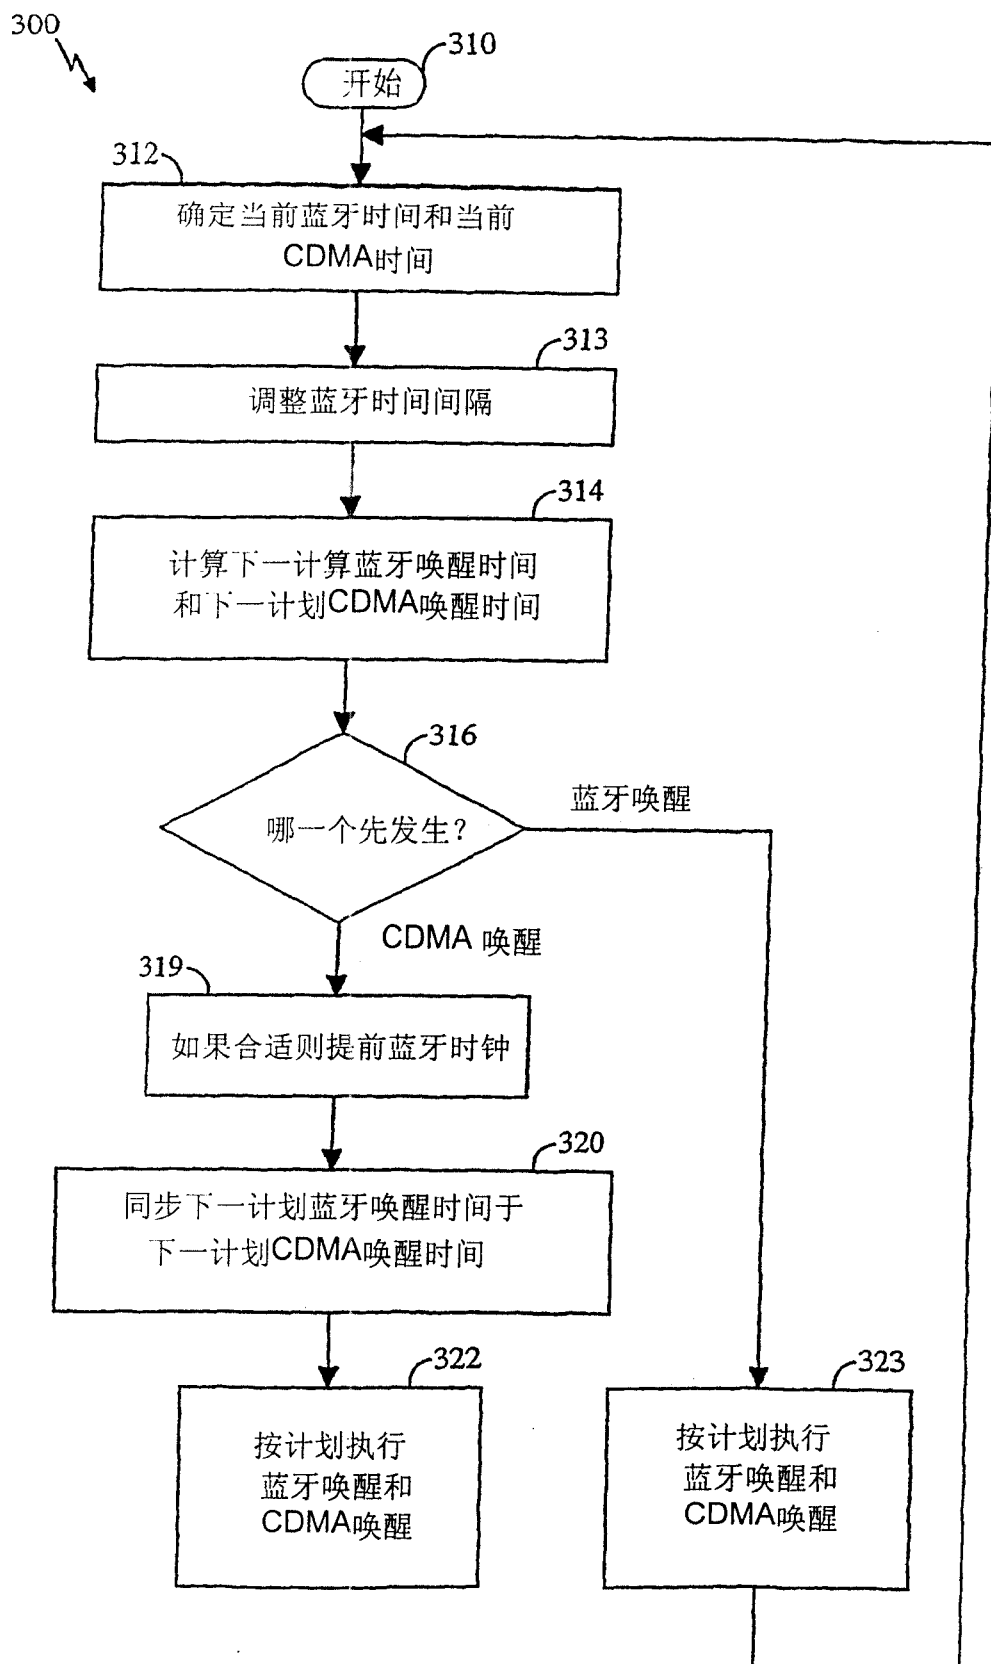 300
310
开始
312
确定当前蓝牙时间和当前
CDMA时间
313
调整蓝牙时间间隔
314
计算下一计算蓝牙唤醒时间
和下一计划CDMA唤醒时间
316
哪一个先发生?
蓝牙唤醒
CDMA 唤醒
319
如果合适则提前蓝牙时钟
320
同步下一计划蓝牙唤醒时间于
下一计划CDMA唤醒时间
322
按计划执行
蓝牙唤醒和
CDMA唤醒
323
按计划执行
蓝牙唤醒和
CDMA唤醒